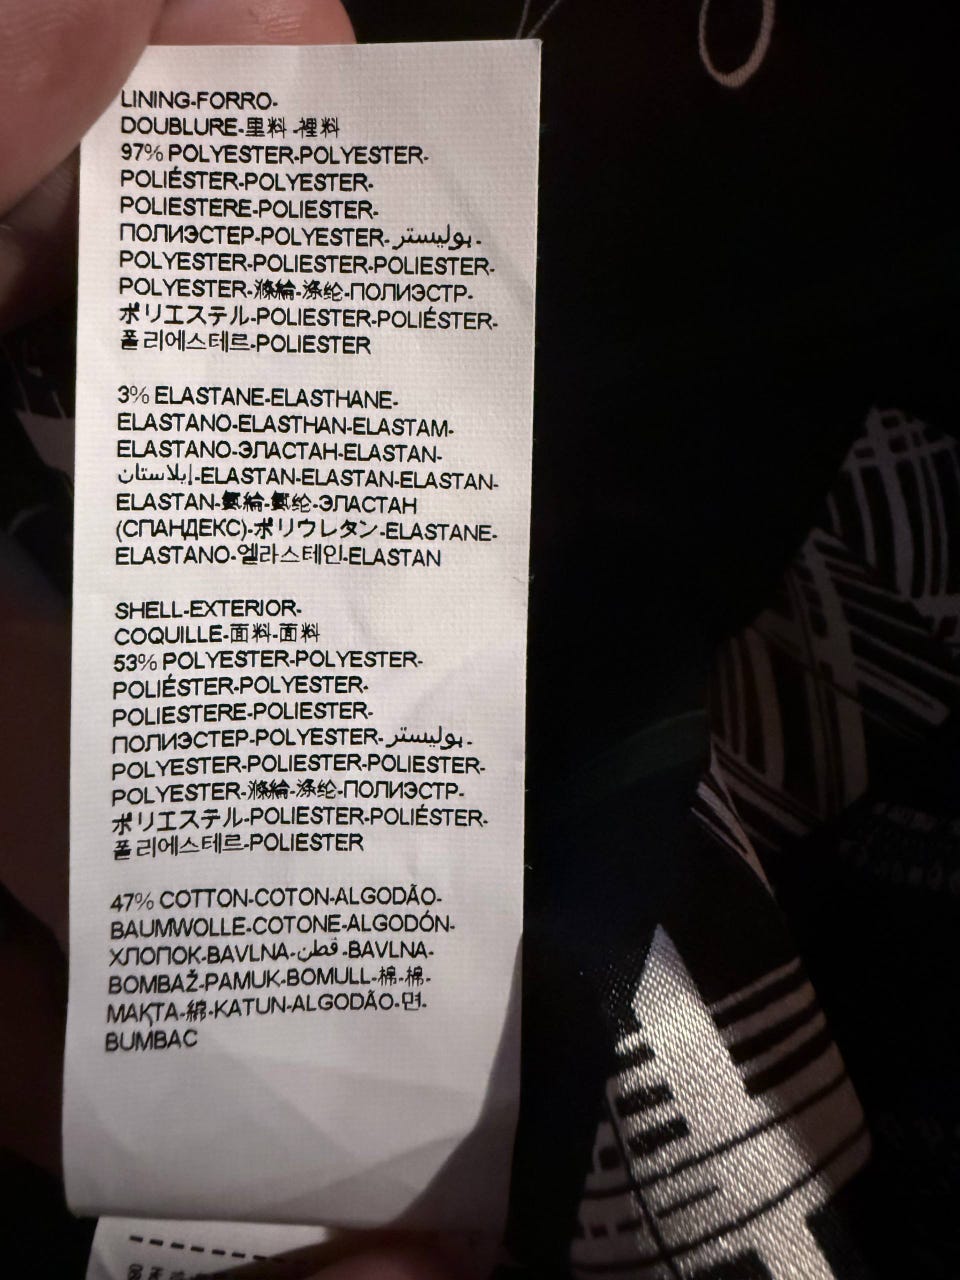 LINING-FORRO-
DOUBLURE-里料-裡料
97% POLYESTER-POLYESTER-
POLIÉSTER-POLYESTER-
POLIESTERE-POLIESTER-
ПОЛИЭСТЕР-POLYESTER-بوليستر-
POLYESTER-POLIESTER-POLIESTER-
POLYESTER-滌綸-涤纶-ПОЛИЭСТР-
ポリエステル-POLIESTER-POLIÉSTER-
폴리에스테르-POLIESTER
3% ELASTANE-ELASTHANE-
ELASTANO-ELASTHAN-ELASTAM-
ELASTANO-ЭЛАСТАН-ELASTAN-
إيلاستان-ELASTAN-ELASTAN-ELASTAN-
ELASTAN-氨綸-氨纶-ЭЛАСТАН
(СПАНДЕКС)-ポリウレタン-ELASTANE-
ELASTANO-엘라스테인-ELASTAN
SHELL-EXTERIOR-
COQUILLE-面料-面料
53% POLYESTER-POLYESTER-
POLIÉSTER-POLYESTER-
POLIESTERE-POLIESTER-
ПОЛИЭСТЕР-POLYESTER-بوليستر-
POLYESTER-POLIESTER-POLIESTER-
POLYESTER-滌綸-涤纶-ПОЛИЭСТР-
ポリエステル-POLIESTER-POLIÉSTER-
폴리에스테르-POLIESTER
47% COTTON-COTON-ALGODÃO-
BAUMWOLLE-COTONE-ALGODÓN-
ХЛОПОК-BAVLNA-قطن-BAVLNA-
BOMBAŽ-PAMUK-BOMULL-棉-棉-
МАҚТА-綿-KATUN-ALGODÃO-면-
BUMBAC